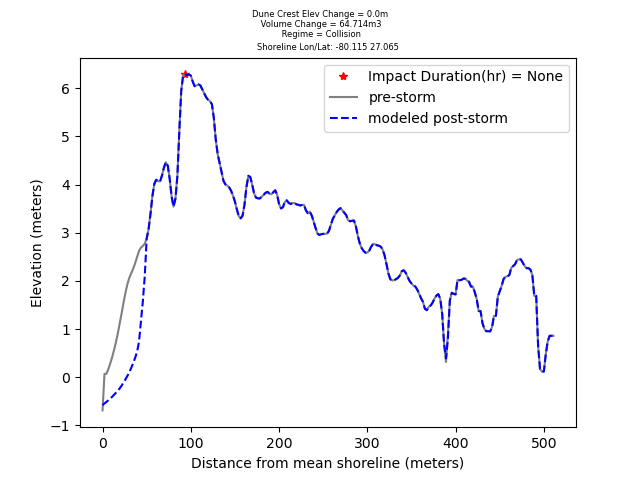 Dune Crest Elev Change = 0.0m
Volume Change = 64.714m3
Regime = Collision
Shoreline Lon/Lat: -80.115 27.065
Impact Duration(hr) = None
pre-storm
modeled post-storm
Elevation (meters)
6
5
4
3
2
1
0
−1
0 100 200 300 400 500
Distance from mean shoreline (meters)